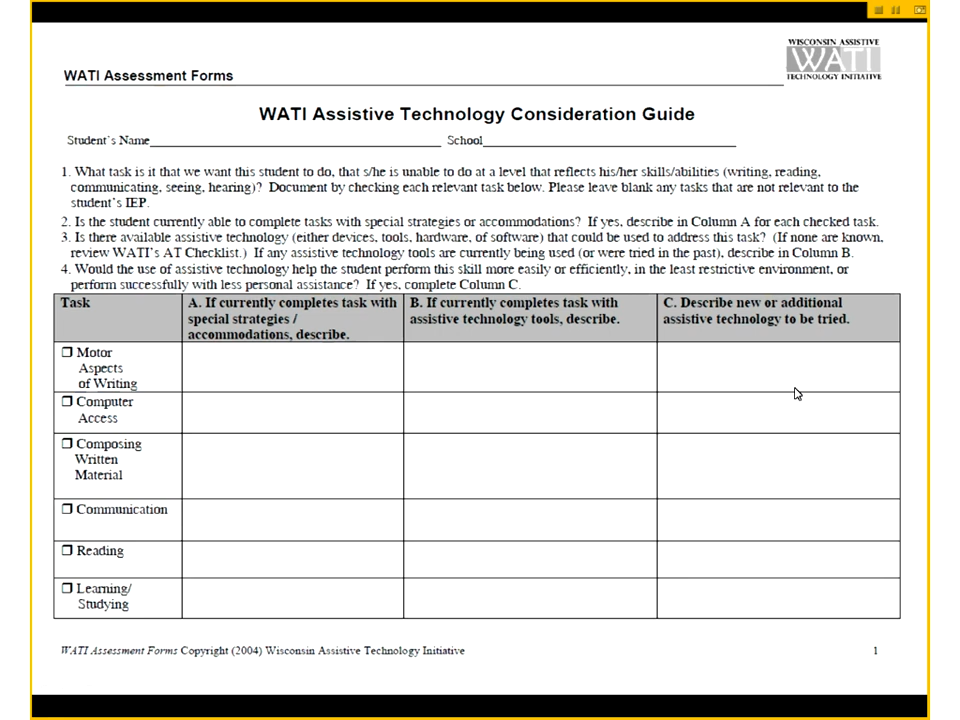 WISCONSIN ASSISTIVE
WATI
TECHNOLOGY INITIATIVE
WATI Assessment Forms
WATI Assistive Technology Consideration Guide
Student's Name School
1. What task is it that we want this student to do, that s/he is unable to do at a level that reflects his/her skills/abilities (writing, reading,
communicating, seeing, hearing)? Document by checking each relevant task below. Please leave blank any tasks that are not relevant to the
student's IEP.
2. Is the student currently able to complete tasks with special strategies or accommodations? If yes, describe in Column A for each checked task.
3. Is there available assistive technology (either devices, tools, hardware, of software) that could be used to address this task? (If none are known,
review WATI's AT Checklist.) If any assistive technology tools are currently being used (or were tried in the past), describe in Column B.
4. Would the use of assistive technology help the student perform this skill more easily or efficiently, in the least restrictive environment, or
perform successfully with less personal assistance? If yes, complete Column C.
Task
A. If currently completes task with
special strategies /
accommodations, describe.
B. If currently completes task with
assistive technology tools, describe.
C. Describe new or additional
assistive technology to be tried.
❒ Motor
Aspects
of Writing
❒ Computer
Access
❒ Composing
Written
Material
❒ Communication
❒ Reading
❒ Learning/
Studying
WATI Assessment Forms Copyright (2004) Wisconsin Assistive Technology Initiative
1